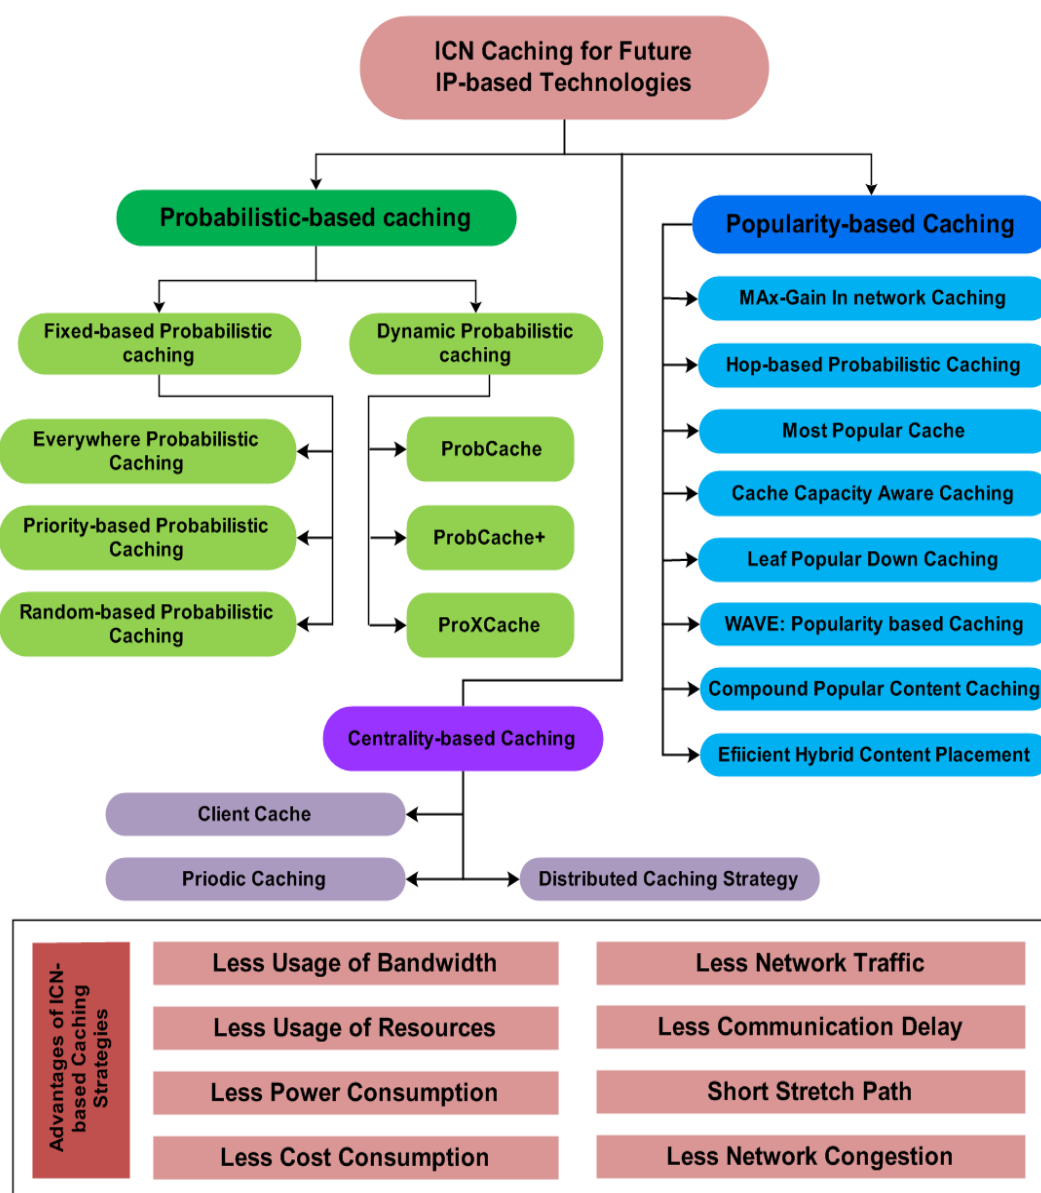 ICN Caching for Future
IP-based Technologies
Probabilistic-based caching
Popularity-based Caching
Fixed-based Probabilistic
caching
Dynamic Probabilistic
caching
Everywhere Probabilistic
Caching
Priority-based Probabilistic
Caching
Random-based Probabilistic
Caching
ProbCache
ProbCache+
ProXCache
MAx-Gain In network Caching
Hop-based Probabilistic Caching
Most Popular Cache
Cache Capacity Aware Caching
Leaf Popular Down Caching
WAVE: Popularity based Caching
Compound Popular Content Caching
Efiicient Hybrid Content Placement
Centrality-based Caching
Client Cache
Priodic Caching
Distributed Caching Strategy
Advantages of ICN-
based Caching
Strategies
Less Usage of Bandwidth
Less Network Traffic
Less Usage of Resources
Less Communication Delay
Less Power Consumption
Short Stretch Path
Less Cost Consumption
Less Network Congestion